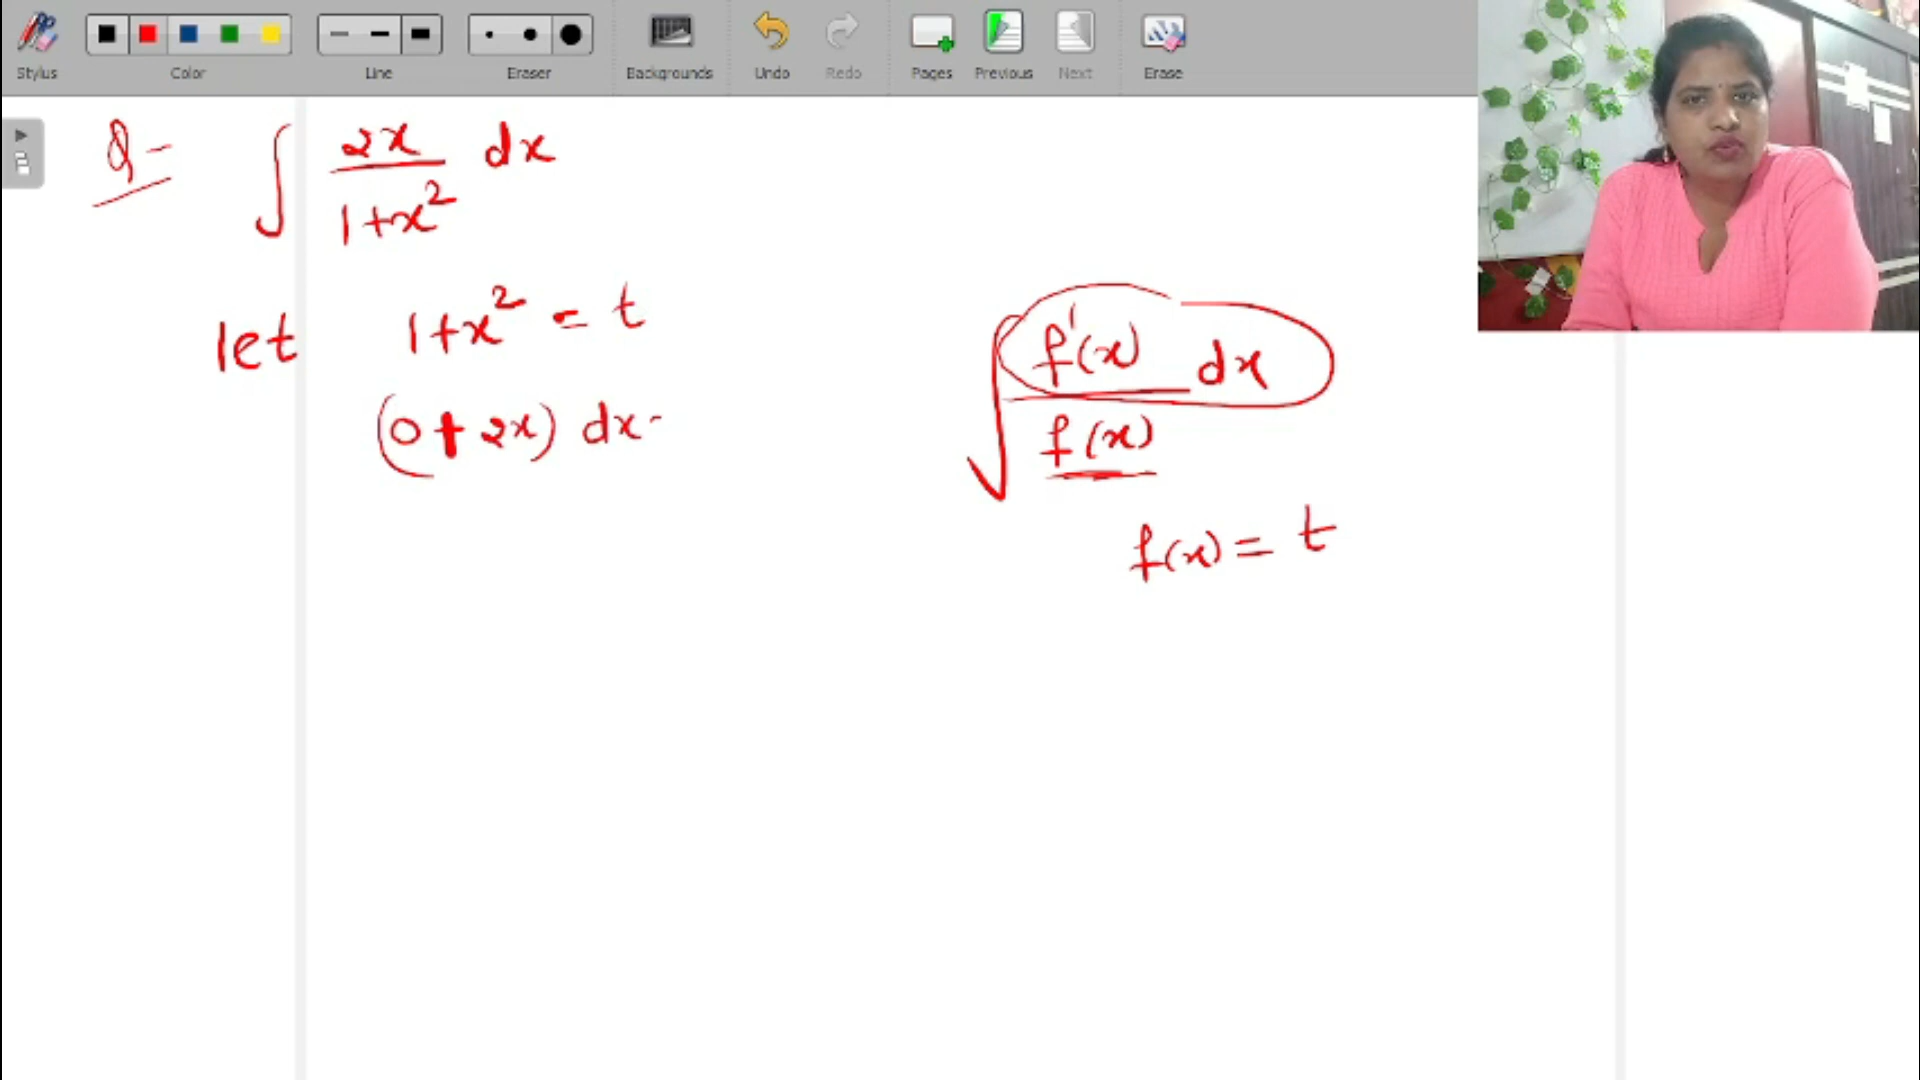 Stylus Color Line Eraser Backgrounds Undo Redo Pages Previous Next Erase
Q- ∫ 2x/1+x² dx
let 1+x² = t
(0+2x) dx-
∫ f'(x) dx / f(x)
f(x) = t